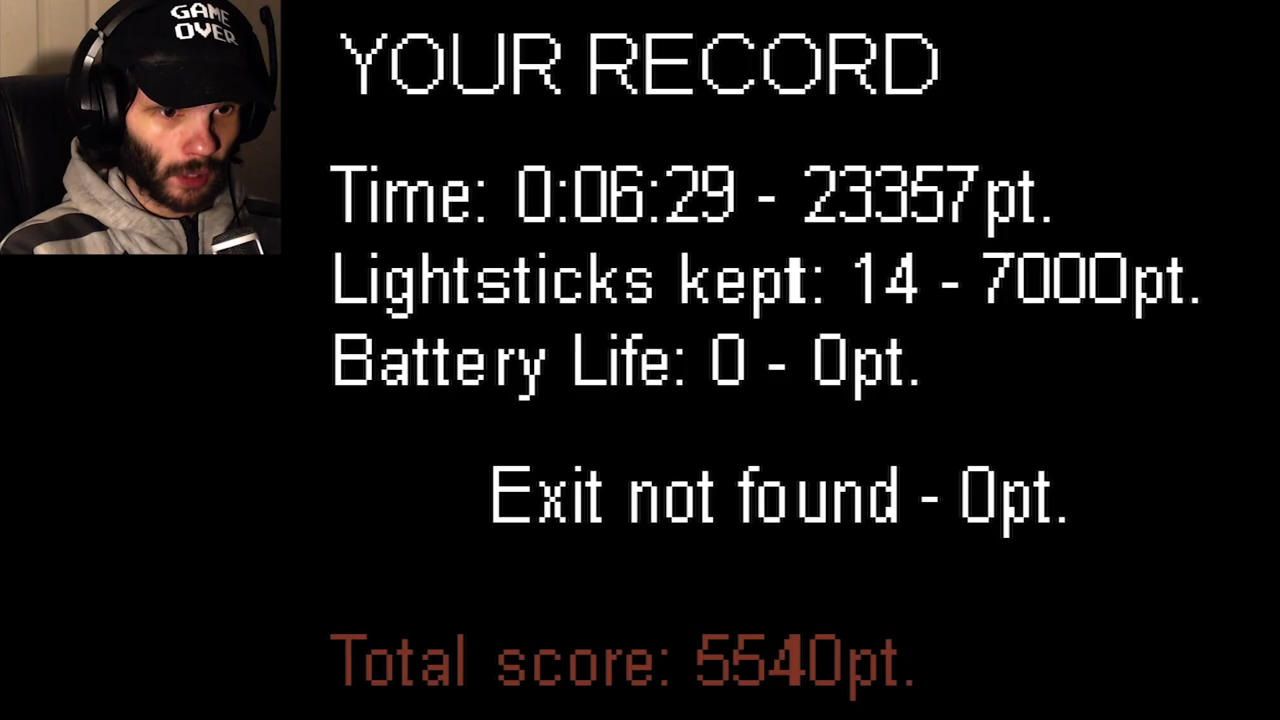 GAME
OVER
YOUR RECORD
Time: 0:06:29 - 23357pt.
Lightsticks kept: 14 - 7000pt.
Battery Life: 0 - 0pt.
Exit not found - 0pt.
Total score: 5540pt.